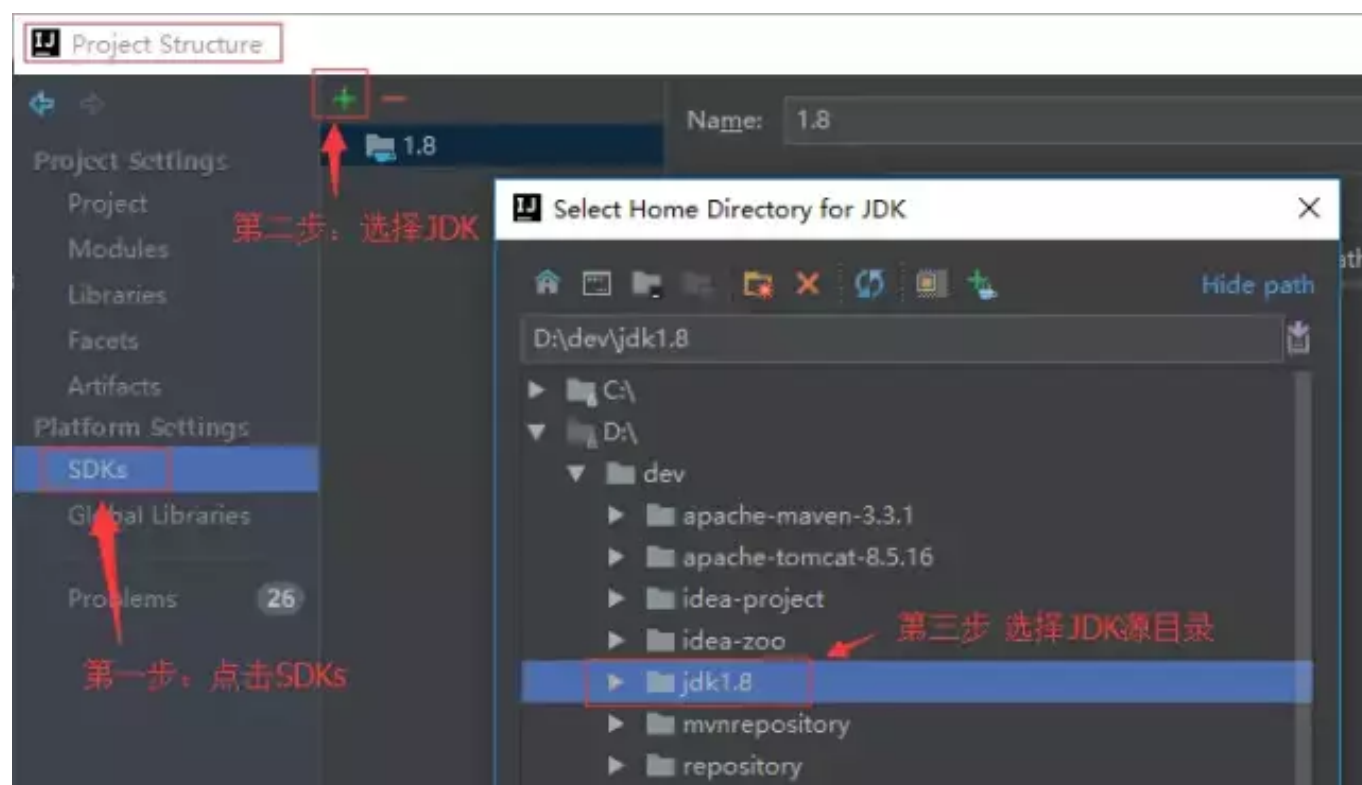 Project Structure
Project Settings
Project
Modules
Libraries
Facets
Artifacts
Platform Settings
SDKs
Global Libraries
Problems 26
第一步：点击SDKs
1.8
第二步：选择JDK
Name: 1.8
Select Home Directory for JDK
Hide path
D:\dev\jdk1.8
C:\
D:\
dev
apache-maven-3.3.1
apache-tomcat-8.5.16
idea-project
idea-zoo
第三步 选择JDK源目录
jdk1.8
mvnrepository
repository